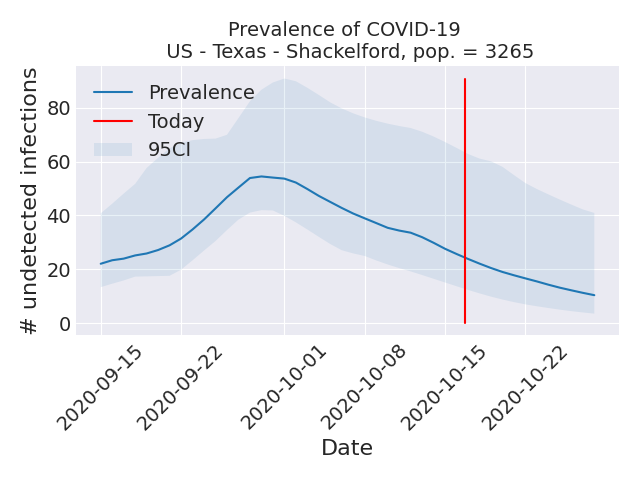 Prevalence of COVID-19
US - Texas - Shackelford, pop. = 3265
# undetected infections
80
60
40
20
0
Prevalence
Today
95CI
2020-09-15
2020-09-22
2020-10-01
2020-10-08
2020-10-15
2020-10-22
Date